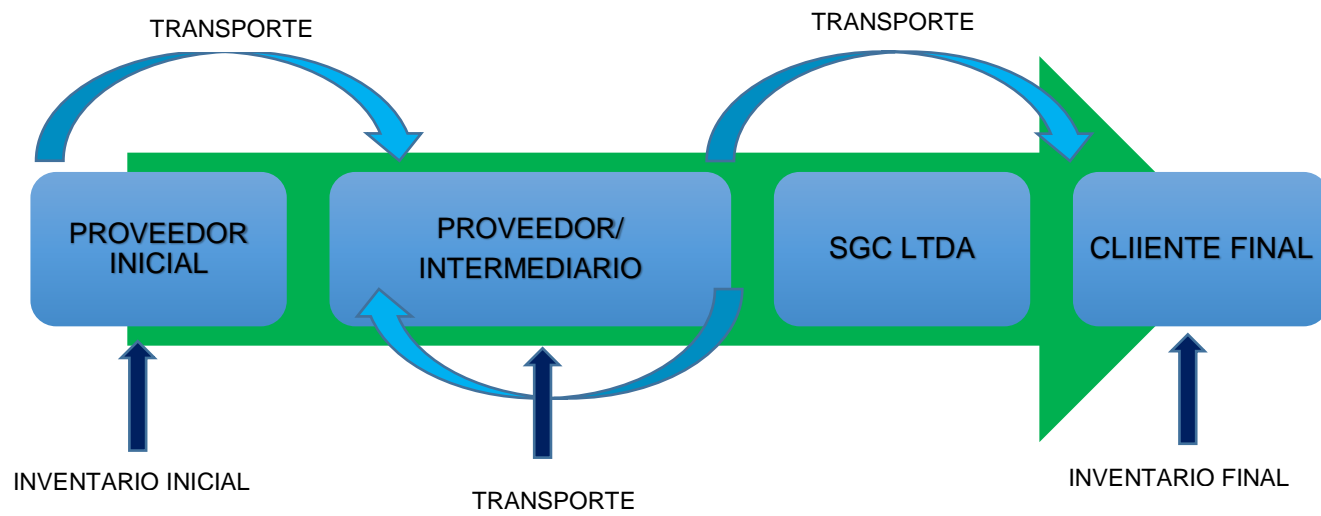 TRANSPORTE
TRANSPORTE
PROVEEDOR
INICIAL
PROVEEDOR/
INTERMEDIARIO
SGC LTDA
CLIIENTE FINAL
INVENTARIO INICIAL
TRANSPORTE
INVENTARIO FINAL